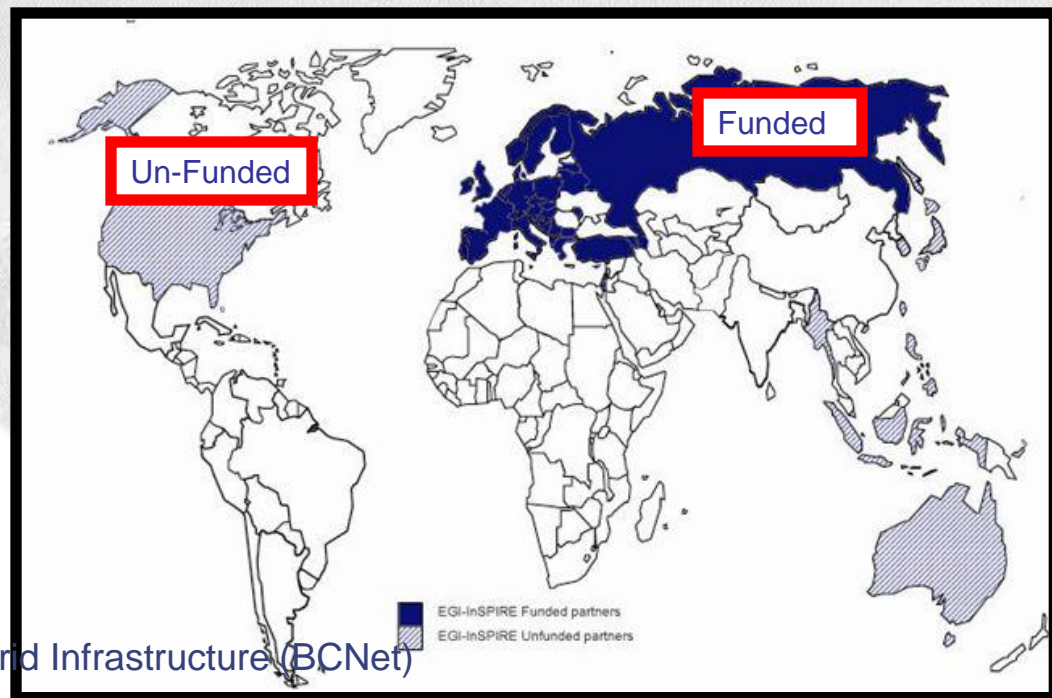 Funded
Un-Funded
EGI-InSPIRE Funded partners
EGI-InSPIRE Unfunded partners
rid Infrastructure (BCNet)